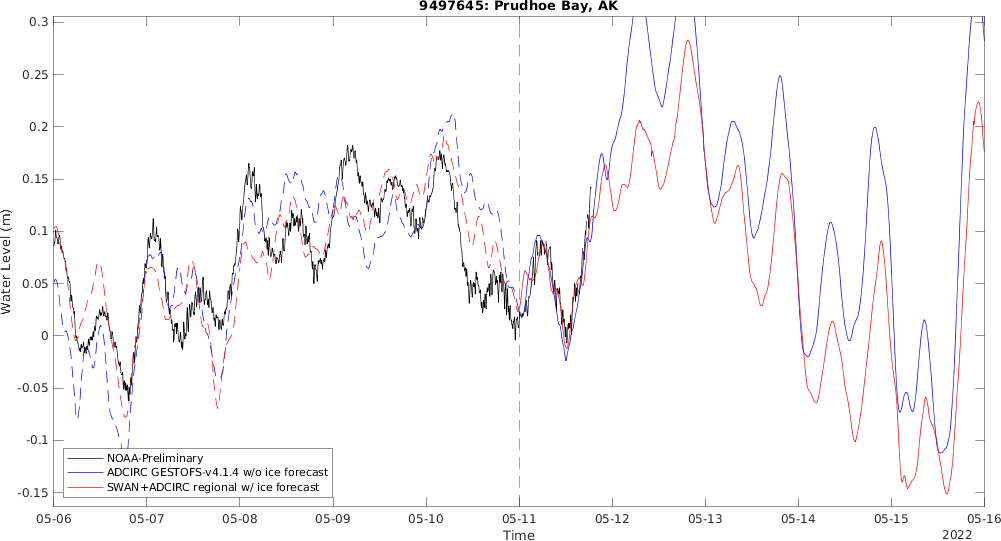 9497645: Prudhoe Bay, AK
0.3
0.25
0.2
0.15
0.1
0.05
0
-0.05
-0.1
-0.15
Water Level (m)
NOAA-Preliminary
ADCIRC GESTOFS-v4.1.4 w/o ice forecast
SWAN+ADCIRC regional w/ ice forecast
05-06 05-07 05-08 05-09 05-10 05-11 05-12 05-13 05-14 05-15 05-16
Time
2022